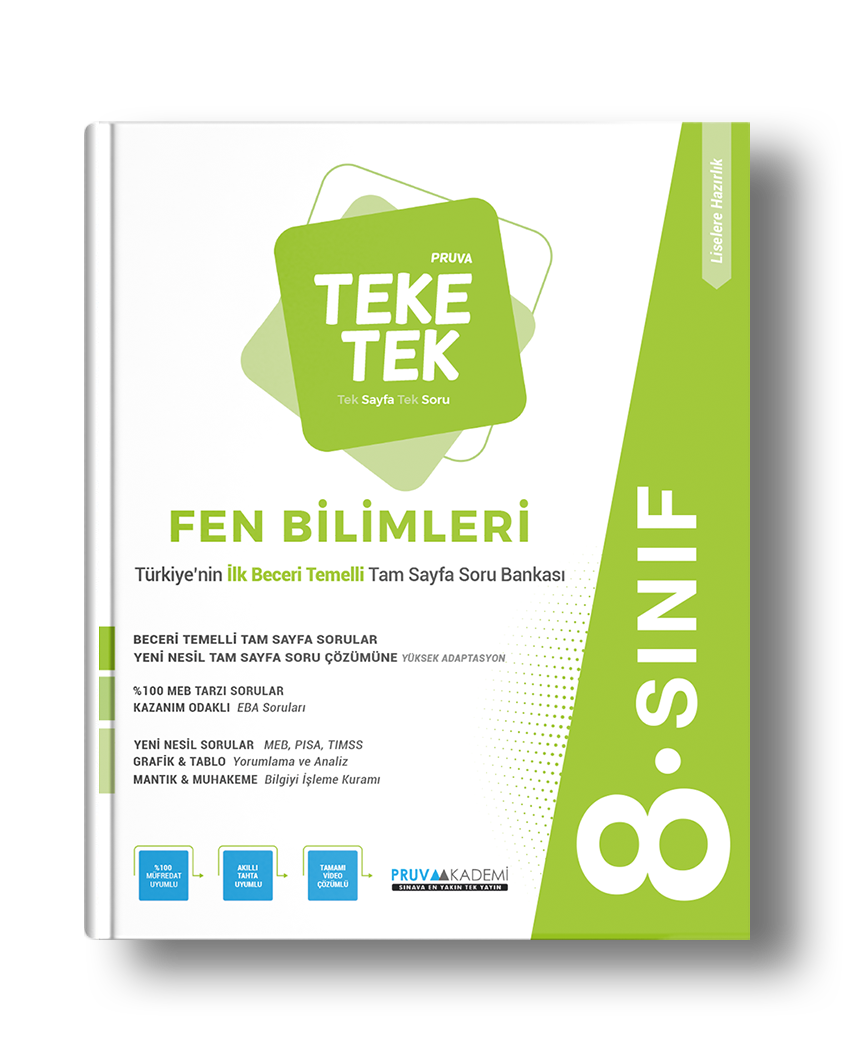 Liselere Hazırlık
PRUVA
TEKE
TEK
Tek Sayfa Tek Soru
FEN BİLİMLERİ
Türkiye'nin İlk Beceri Temelli Tam Sayfa Soru Bankası
BECERİ TEMELLİ TAM SAYFA SORULAR
YENİ NESİL TAM SAYFA SORU ÇÖZÜMÜNE YÜKSEK ADAPTASYON
%100 MEB TARZI SORULAR
KAZANIM ODAKLI EBA Soruları
YENİ NESİL SORULAR MEB, PISA, TIMSS
GRAFİK & TABLO Yorumlama ve Analiz
MANTIK & MUHAKEME Bilgiyi İşleme Kuramı
8. SINIF
%100
MÜFREDAT
UYUMLU
AKILLI
TAHTA
UYUMLU
TAMAMI
VİDEO
ÇÖZÜMLÜ
PRUVAAKADEMİ
SINAVA EN YAKIN TEK YAYIN